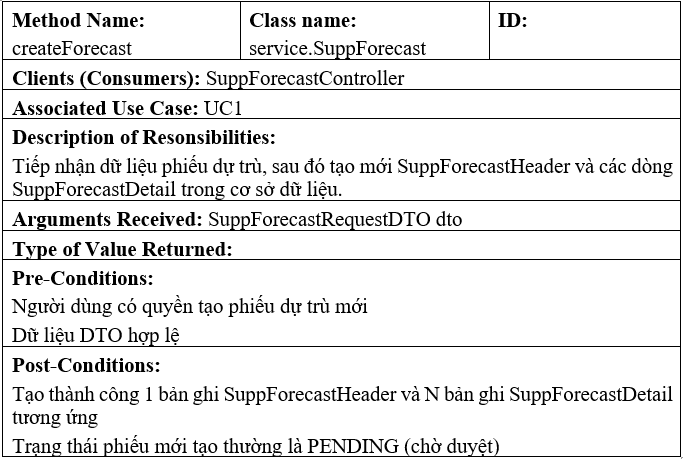 Method Name:
createForecast
Class name:
service.SuppForecast
ID:
Clients (Consumers): SuppForecastController
Associated Use Case: UC1
Description of Resonsibilities:
Tiếp nhận dữ liệu phiếu dự trù, sau đó tạo mới SuppForecastHeader và các dòng
SuppForecastDetail trong cơ sở dữ liệu.
Arguments Received: SuppForecastRequestDTO dto
Type of Value Returned:
Pre-Conditions:
Người dùng có quyền tạo phiếu dự trù mới
Dữ liệu DTO hợp lệ
Post-Conditions:
Tạo thành công 1 bản ghi SuppForecastHeader và N bản ghi SuppForecastDetail
tương ứng
Trạng thái phiếu mới tạo thường là PENDING (chờ duyệt)